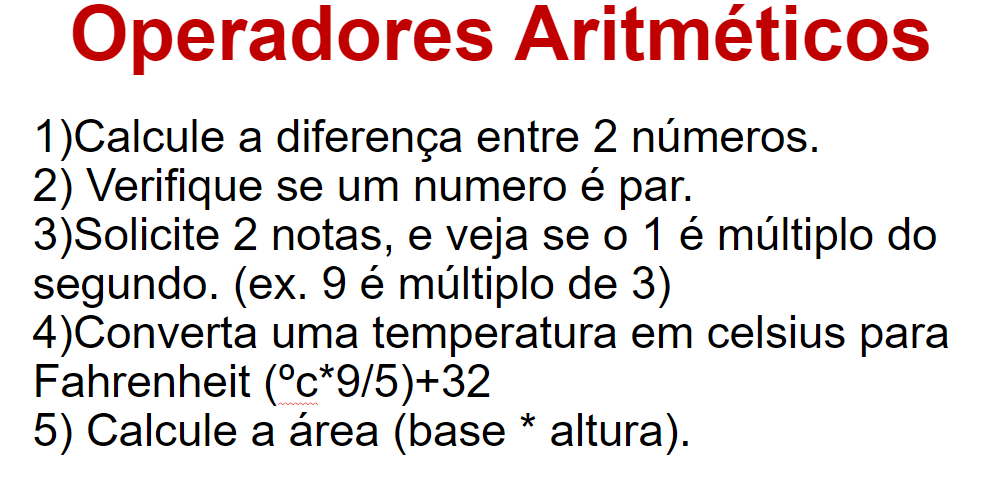 Operadores Aritméticos
1)Calcule a diferença entre 2 números.
2) Verifique se um numero é par.
3)Solicite 2 notas, e veja se o 1 é múltiplo do
segundo. (ex. 9 é múltiplo de 3)
4)Converta uma temperatura em celsius para
Fahrenheit (ºc*9/5)+32
5) Calcule a área (base * altura).